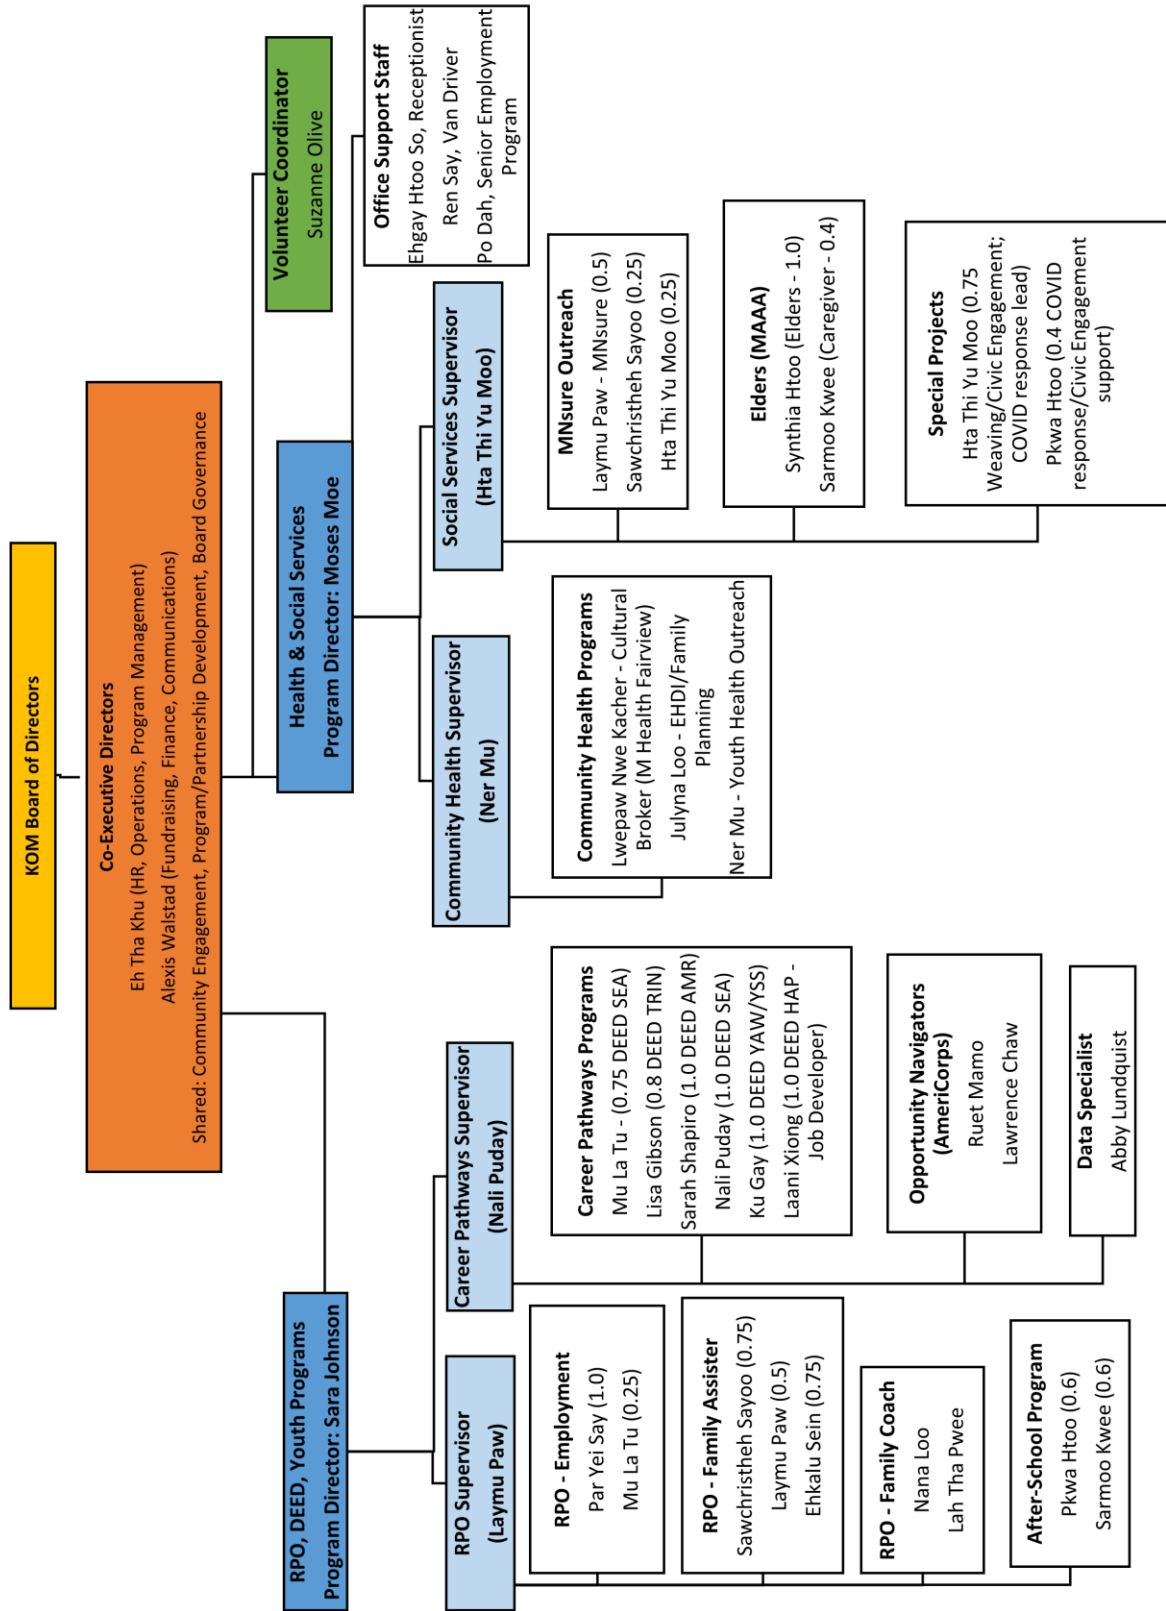 KOM Board of Directors
Co-Executive Directors
Eh Tha Khu (HR, Operations, Program Management)
Alexis Walstad (Fundraising, Finance, Communications)
Shared: Community Engagement, Program/Partnership Development, Board Governance
RPO, DEED, Youth Programs
Program Director: Sara Johnson
Health & Social Services
Program Director: Moses Moe
Volunteer Coordinator
Suzanne Olive
RPO Supervisor
(Laymu Paw)
Career Pathways Supervisor
(Nali Puday)
Community Health Supervisor
(Ner Mu)
Social Services Supervisor
(Hta Thi Yu Moo)
Office Support Staff
Ehgay Htoo So, Receptionist
Ren Say, Van Driver
Po Dah, Senior Employment
Program
RPO - Employment
Par Yei Say (1.0)
Mu La Tu (0.25)
RPO - Family Assister
Sawchristheh Sayoo (0.75)
Laymu Paw (0.5)
Ehkalu Sein (0.75)
RPO - Family Coach
Nana Loo
Lah Tha Pwee
After-School Program
Pkwa Htoo (0.6)
Sarmoo Kwee (0.6)
Career Pathways Programs
Mu La Tu - (0.75 DEED SEA)
Lisa Gibson (0.8 DEED TRIN)
Sarah Shapiro (1.0 DEED AMR)
Nali Puday (1.0 DEED SEA)
Ku Gay (1.0 DEED YAW/YSS)
Laani Xiong (1.0 DEED HAP -
Job Developer)
Opportunity Navigators
(AmeriCorps)
Ruet Mamo
Lawrence Chaw
Data Specialist
Abby Lundquist
Community Health Programs
Lwepaw Nwe Kacher - Cultural
Broker (M Health Fairview)
Julyna Loo - EHDI/Family
Planning
Ner Mu - Youth Health Outreach
MNsure Outreach
Laymu Paw - MNsure (0.5)
Sawchristheh Sayoo (0.25)
Hta Thi Yu Moo (0.25)
Elders (MAAA)
Synthia Htoo (Elders - 1.0)
Sarmoo Kwee (Caregiver - 0.4)
Special Projects
Hta Thi Yu Moo (0.75
Weaving/Civic Engagement;
COVID response lead)
Pkwa Htoo (0.4 COVID
response/Civic Engagement
support)